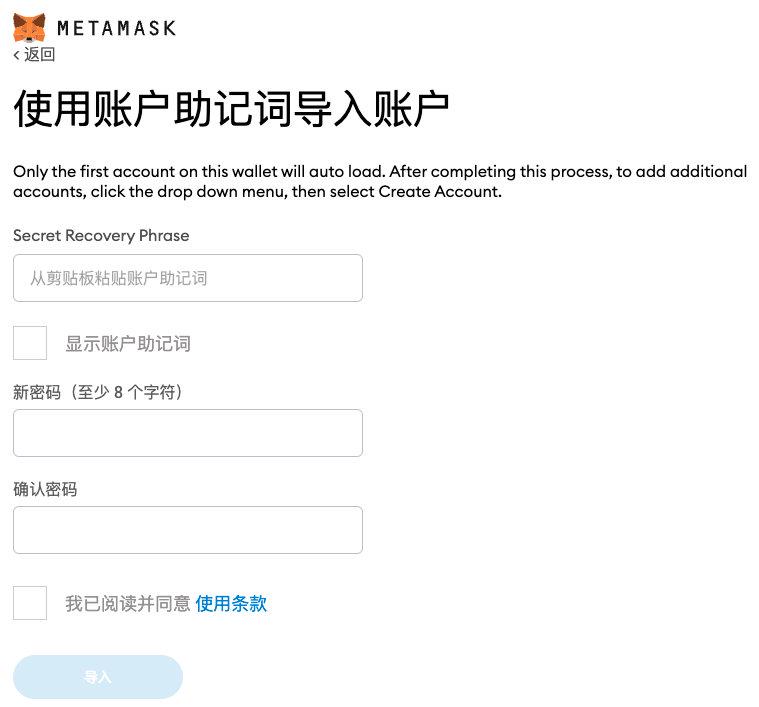 METAMASK
< 返回
使用账户助记词导入账户
Only the first account on this wallet will auto load. After completing this process, to add additional
accounts, click the drop down menu, then select Create Account.
Secret Recovery Phrase
从剪贴板粘贴账户助记词
显示账户助记词
新密码（至少 8 个字符）
确认密码
我已阅读并同意 使用条款
导入